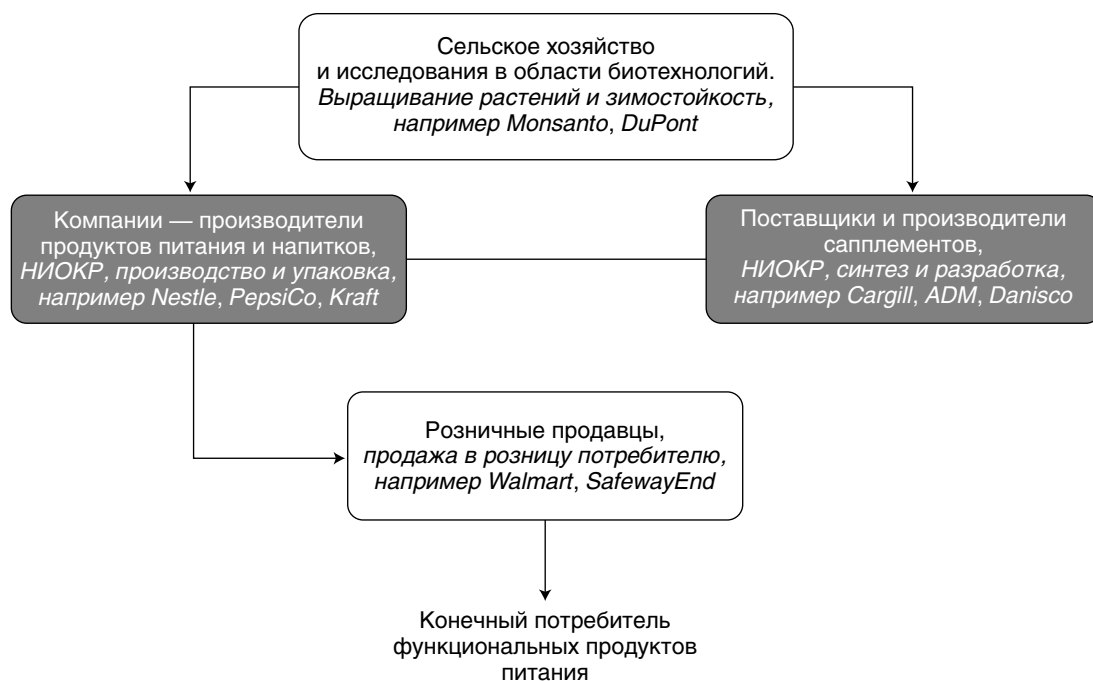 Сельское хозяйство
и исследования в области биотехнологий.
Выращивание растений и зимостойкость,
например Monsanto, DuPont
Компании — производители
продуктов питания и напитков,
НИОКР, производство и упаковка,
например Nestle, PepsiCo, Kraft
Поставщики и производители
сапплементов,
НИОКР, синтез и разработка,
например Cargill, ADM, Danisco
Розничные продавцы,
продажа в розницу потребителю,
например Walmart, SafewayEnd
Конечный потребитель
функциональных продуктов
питания